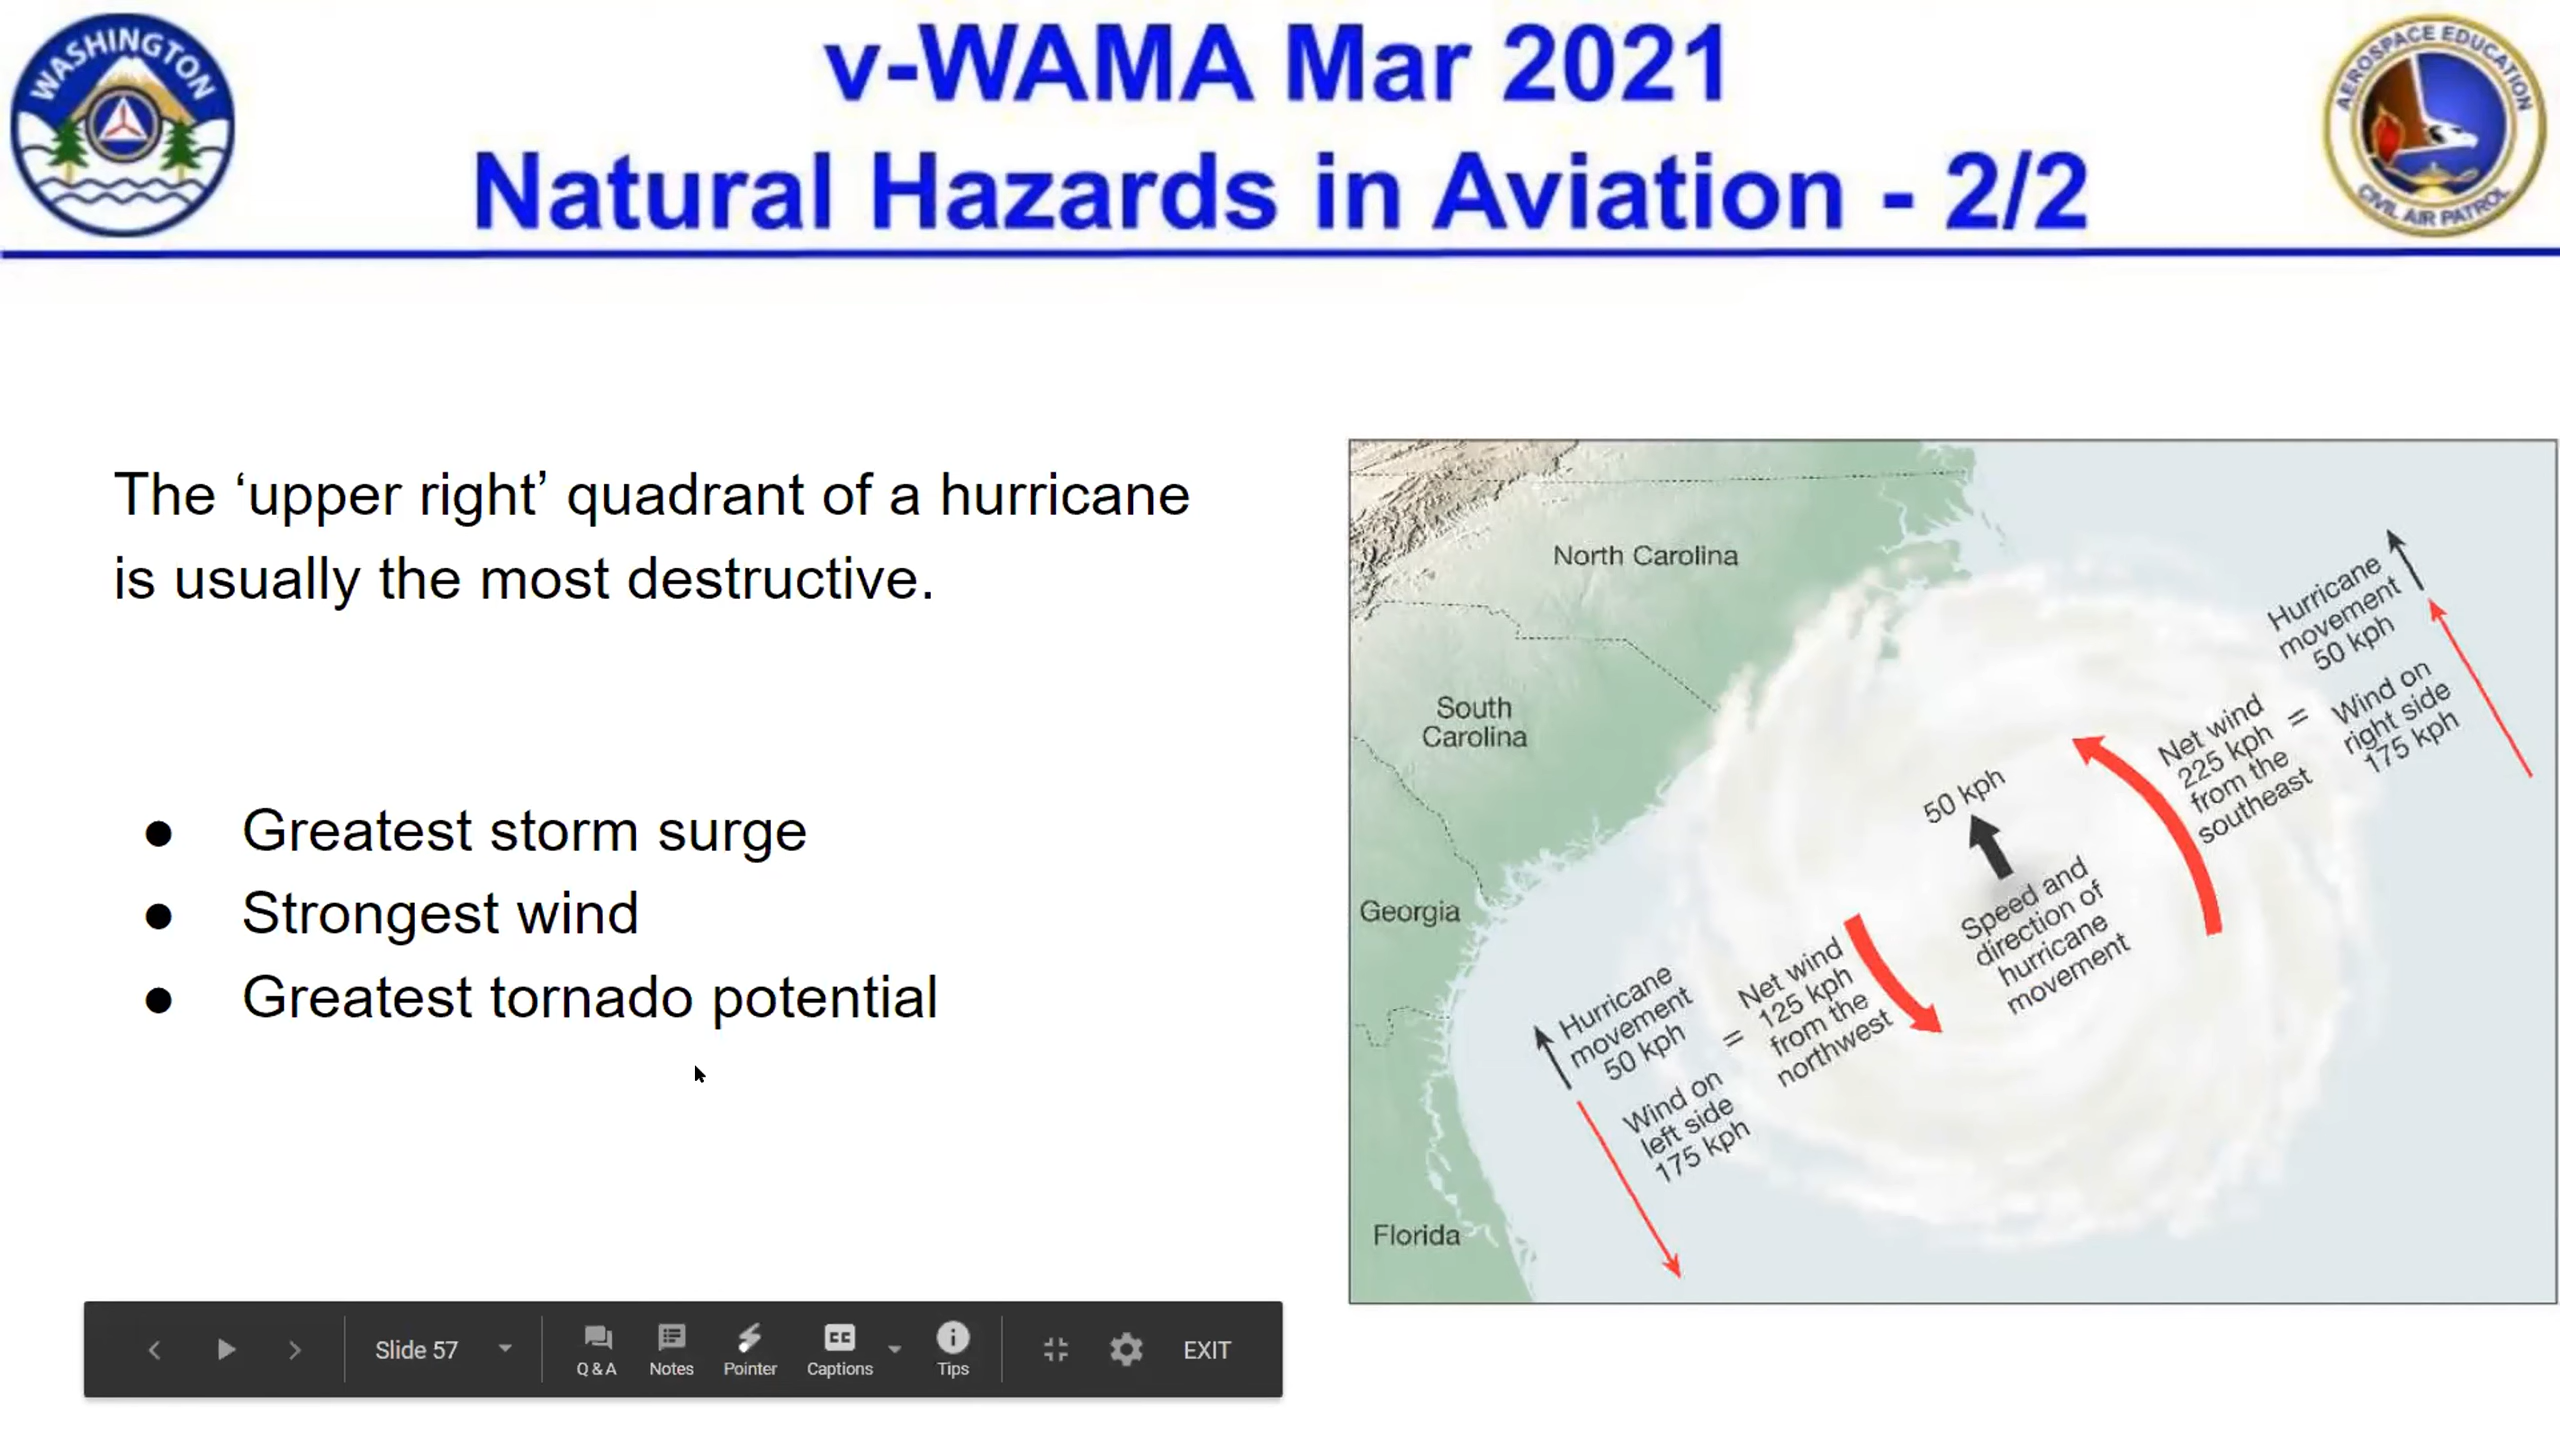 WASHINGTON
v-WAMA Mar 2021
Natural Hazards in Aviation - 2/2
AEROSPACE EDUCATION
CIVIL AIR PATROL
The ‘upper right’ quadrant of a hurricane
is usually the most destructive.
● Greatest storm surge
● Strongest wind
● Greatest tornado potential
North Carolina
South
Carolina
Georgia
Florida
Hurricane
movement
50 kph
Wind on
right side
175 kph
=
Net wind
225 kph
from the
southeast
50 kph
Speed and
direction of
hurricane
movement
Hurricane
movement
50 kph
Wind on
left side
175 kph
=
Net wind
125 kph
from the
northwest
Slide 57
Q & A
Notes
Pointer
CC
Captions
Tips
EXIT